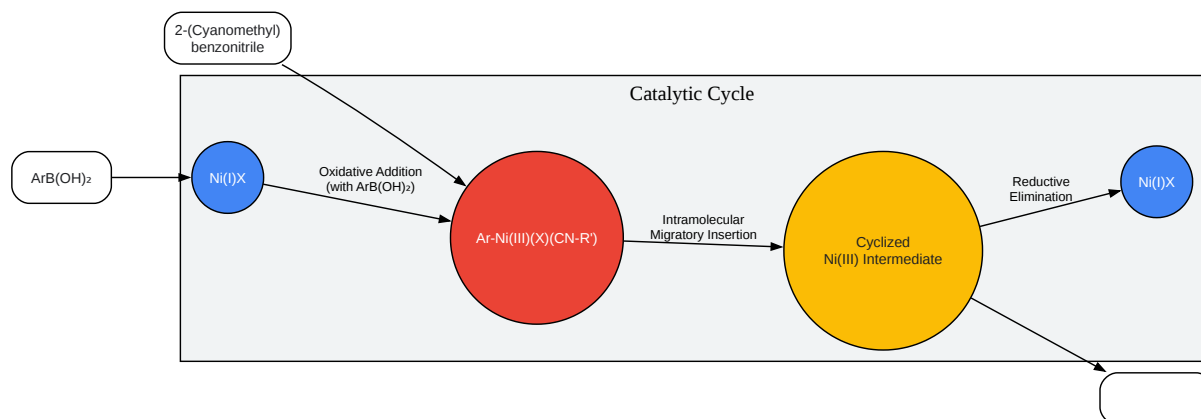 2-(Cyanomethyl)
benzonitrile
Catalytic Cycle
ArB(OH)₂
Ni(I)X
Oxidative Addition
(with ArB(OH)₂)
Ar-Ni(III)(X)(CN-R')
Intramolecular
Migratory Insertion
Cyclized
Ni(III) Intermediate
Reductive
Elimination
Ni(I)X